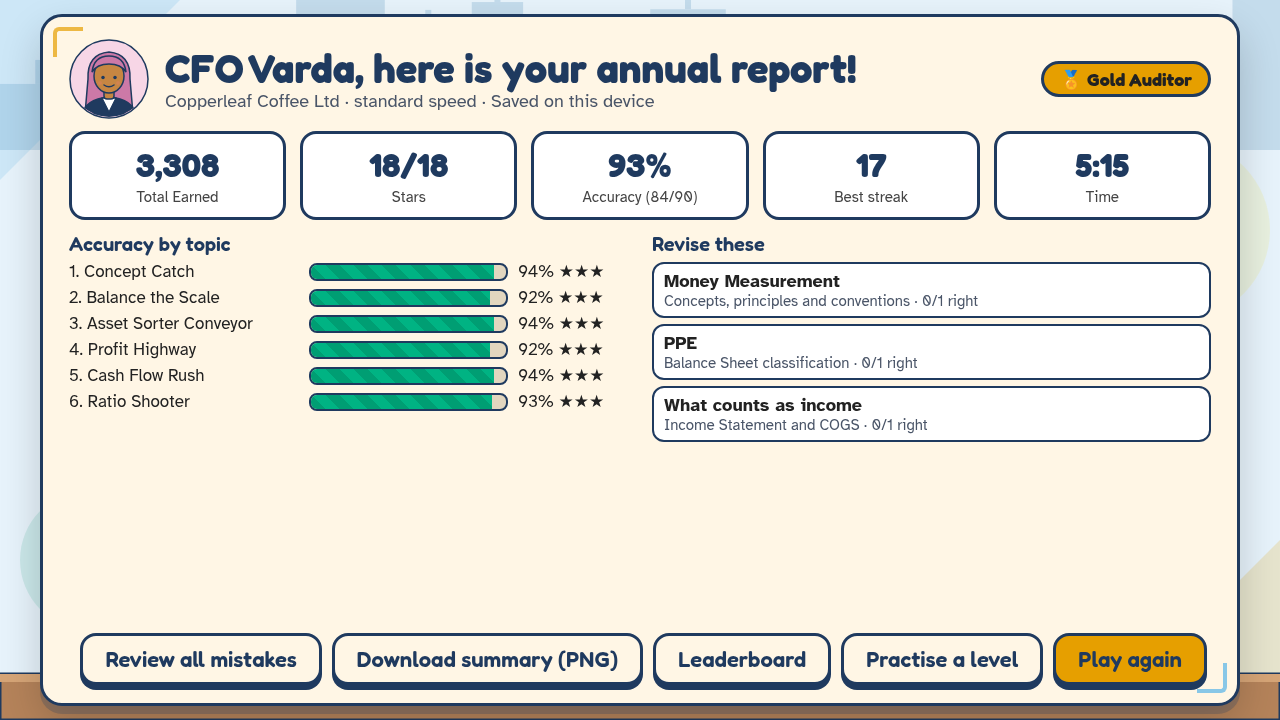 CFO Varda, here is your annual report!
Copperleaf Coffee Ltd · standard speed · Saved on this device
Gold Auditor
3,308
Total Earned
18/18
Stars
93%
Accuracy (84/90)
17
Best streak
5:15
Time
Accuracy by topic
1. Concept Catch 94% ★★★
2. Balance the Scale 92% ★★★
3. Asset Sorter Conveyor 94% ★★★
4. Profit Highway 92% ★★★
5. Cash Flow Rush 94% ★★★
6. Ratio Shooter 93% ★★★
Revise these
Money Measurement
Concepts, principles and conventions · 0/1 right
PPE
Balance Sheet classification · 0/1 right
What counts as income
Income Statement and COGS · 0/1 right
Review all mistakes
Download summary (PNG)
Leaderboard
Practise a level
Play again